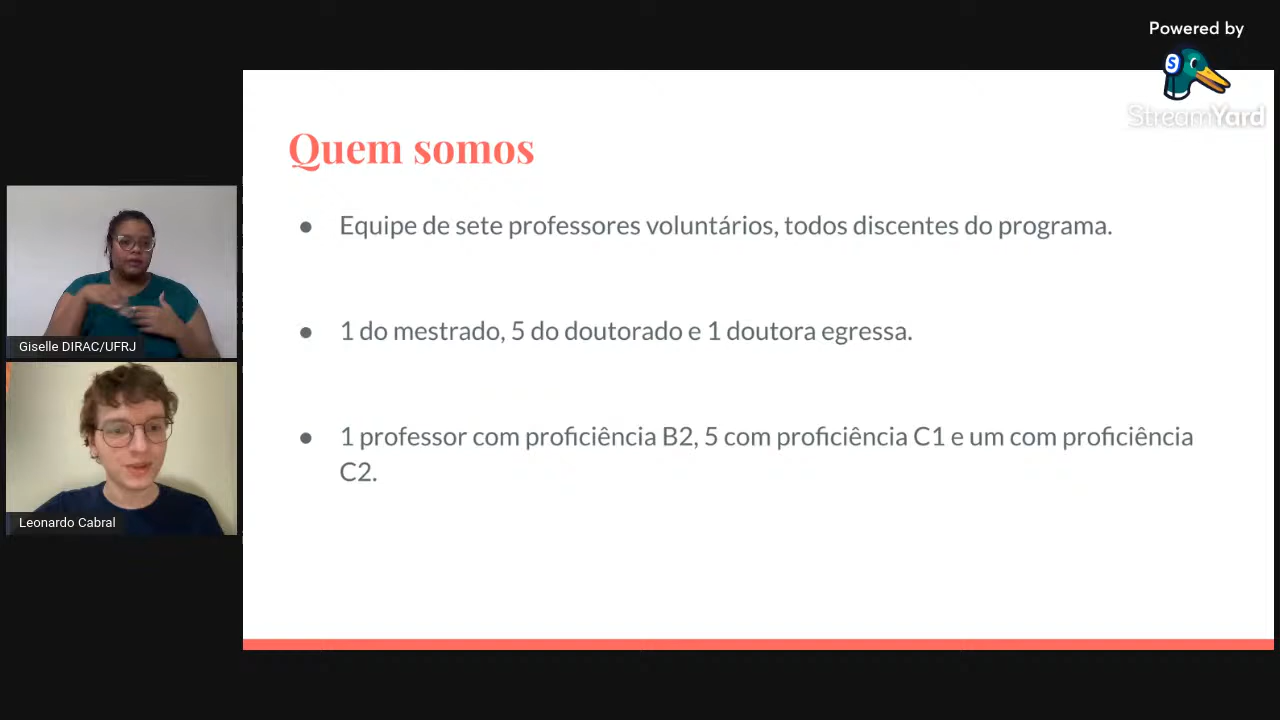 Powered by
StreamYard
Quem somos
● Equipe de sete professores voluntários, todos discentes do programa.
● 1 do mestrado, 5 do doutorado e 1 doutora egressa.
● 1 professor com proficiência B2, 5 com proficiência C1 e um com proficiência
C2.
Giselle DIRAC/UFRJ
Leonardo Cabral